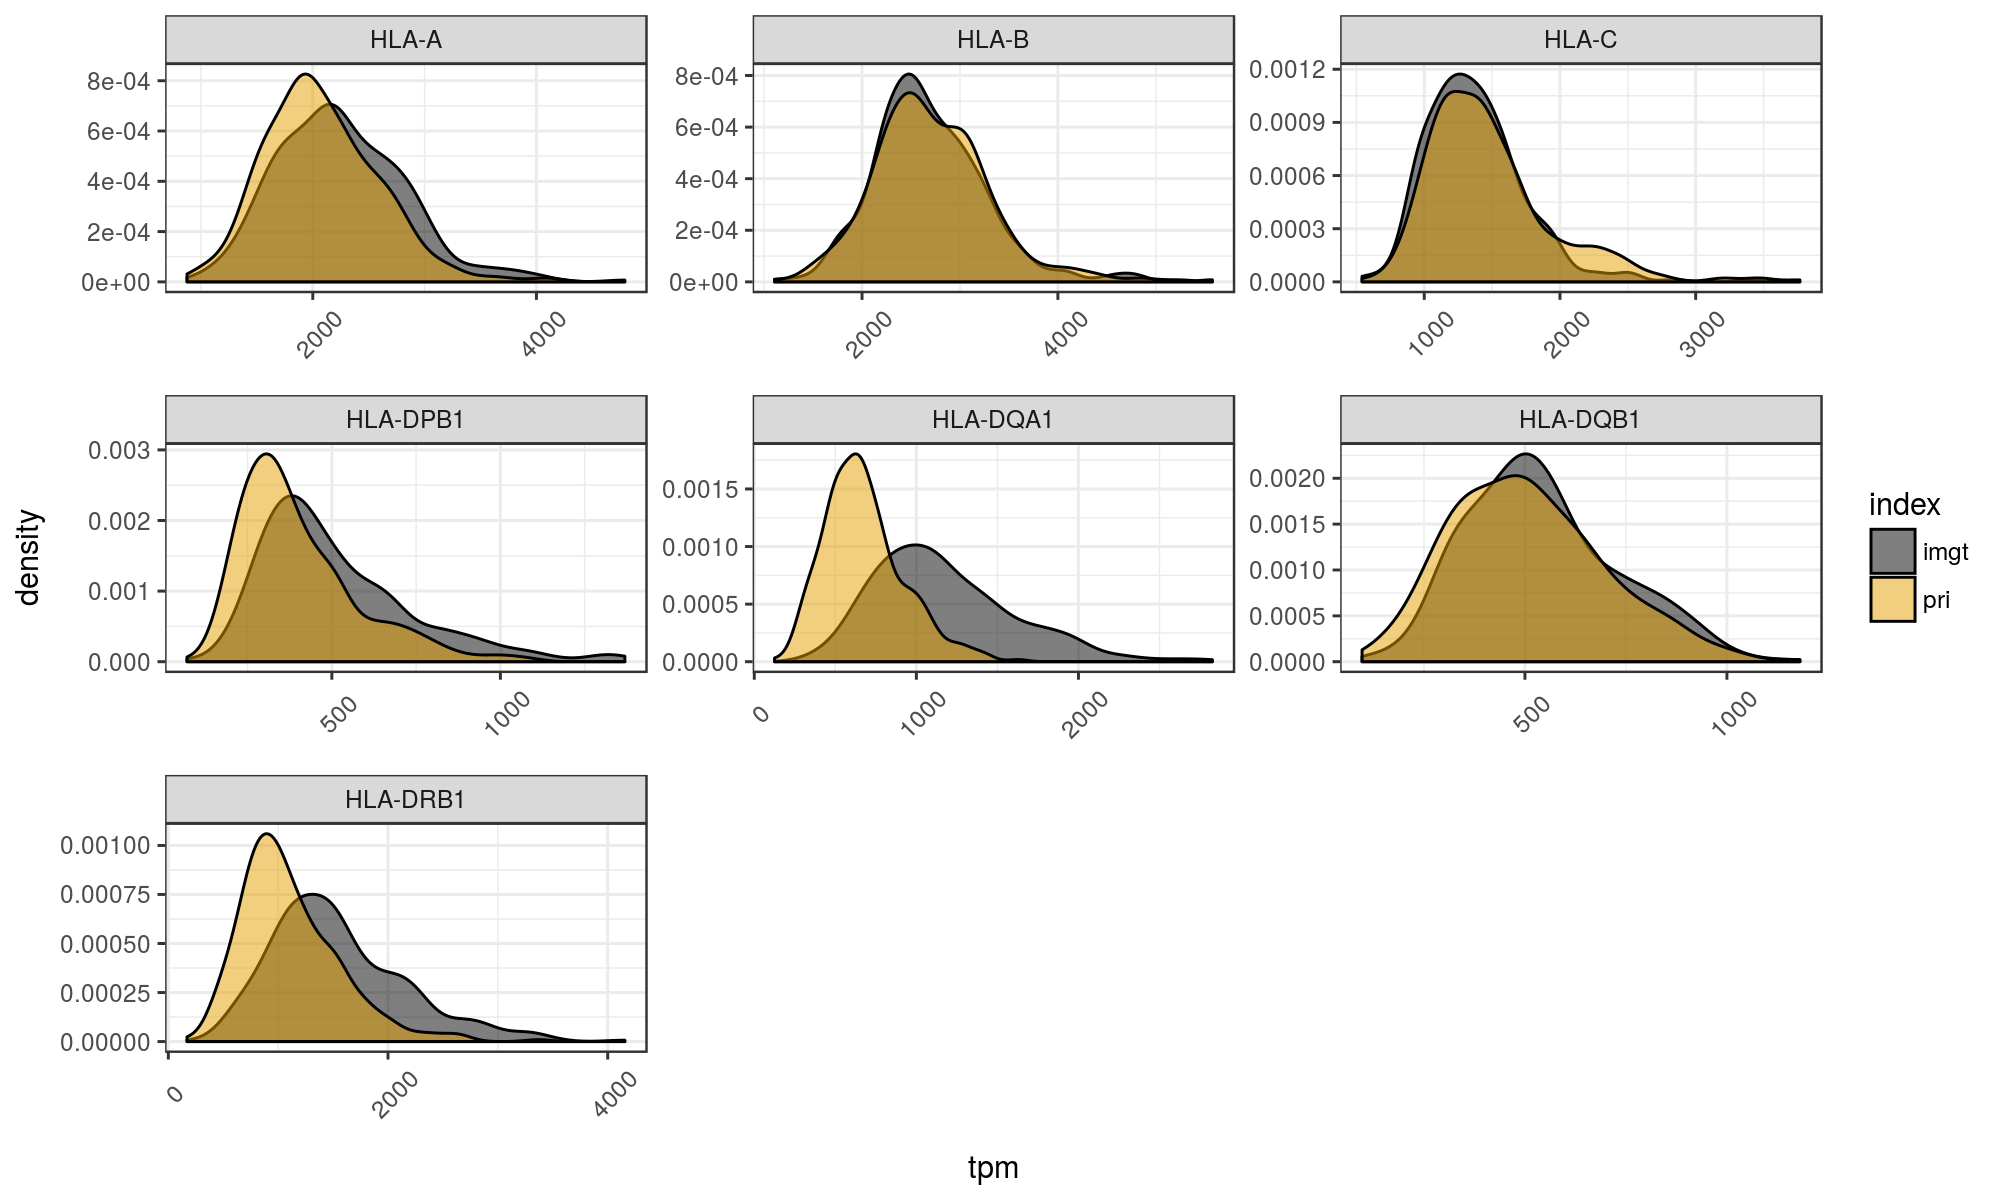 HLA-A
HLA-B
HLA-C
8e-04
6e-04
4e-04
2e-04
0e+00
2000
4000
8e-04
6e-04
4e-04
2e-04
0e+00
2000
4000
0.0012
0.0009
0.0006
0.0003
0.0000
1000
2000
3000
HLA-DPB1
HLA-DQA1
HLA-DQB1
0.003
0.002
0.001
0.000
500
1000
0.0015
0.0010
0.0005
0.0000
0
1000
2000
0.0020
0.0015
0.0010
0.0005
0.0000
500
1000
density
index
imgt
pri
HLA-DRB1
0.00100
0.00075
0.00050
0.00025
0.00000
0
2000
4000
tpm